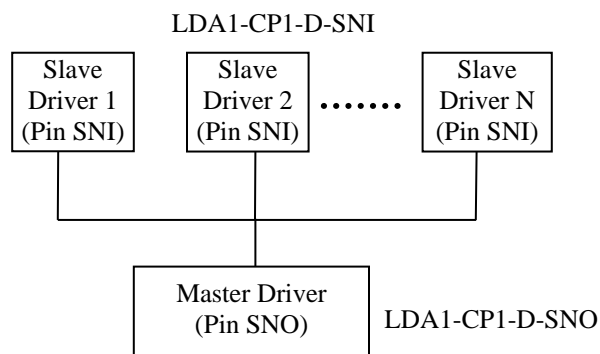 LDA1-CP1-D-SNI
Slave
Driver 1
(Pin SNI)
Slave
Driver 2
(Pin SNI)
.......
Slave
Driver N
(Pin SNI)
Master Driver
(Pin SNO)
LDA1-CP1-D-SNO